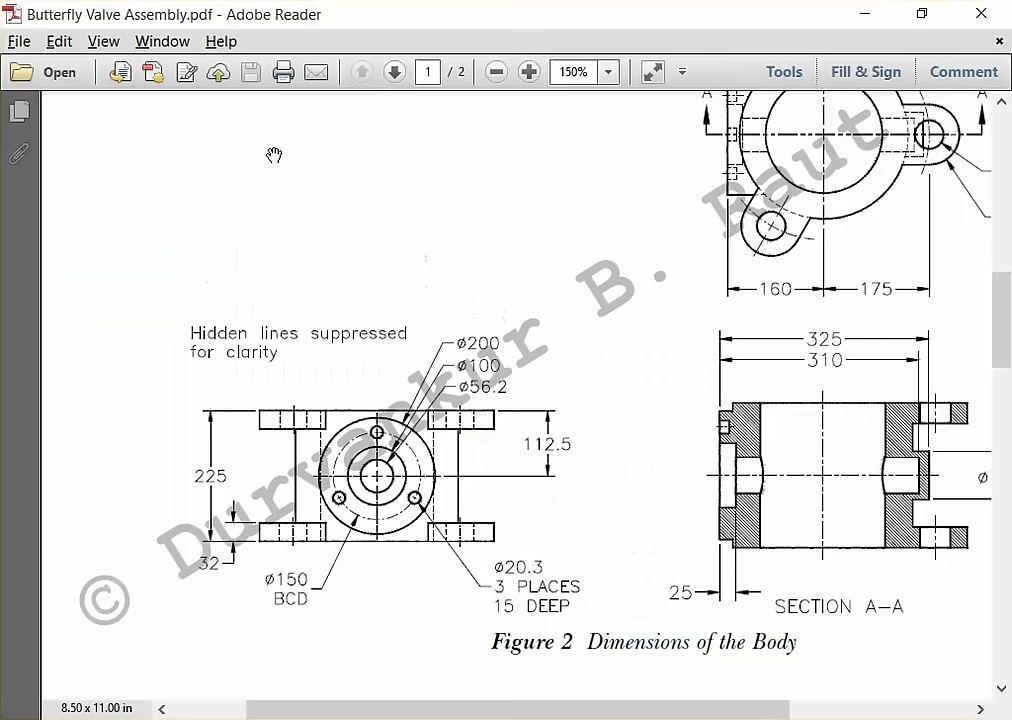 Butterfly Valve Assembly.pdf - Adobe Reader
File Edit View Window Help
Open 1 / 2 150% Tools Fill & Sign Comment
A A
160 175
Hidden lines suppressed
for clarity
ø200
ø100
ø56.2
325
310
112.5
225
32
ø150
BCD
ø20.3
3 PLACES
15 DEEP
ø
25
SECTION A-A
Figure 2 Dimensions of the Body
© Durvankur B. Raut
8.50 x 11.00 in